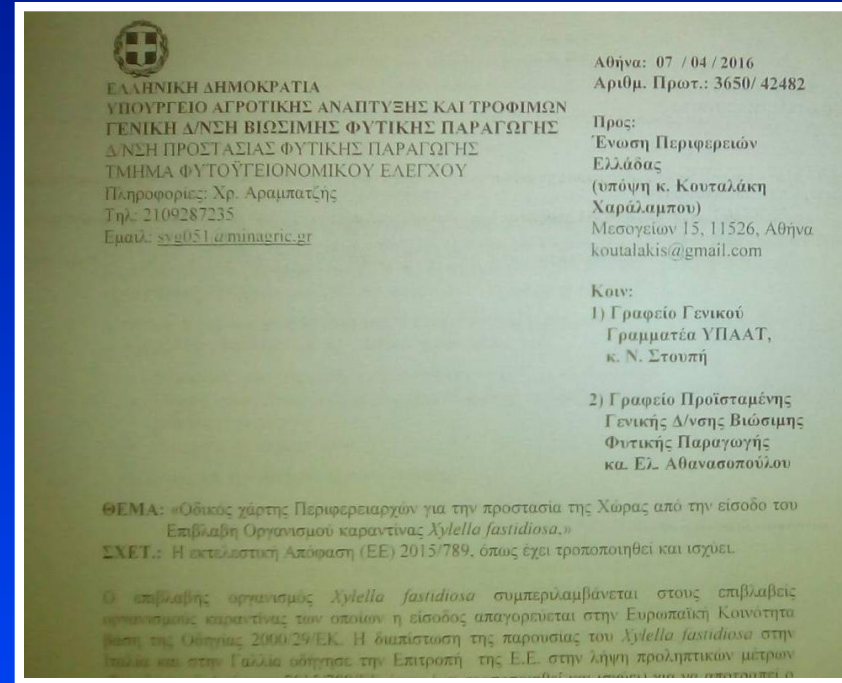 ΕΛΛΗΝΙΚΗ ΔΗΜΟΚΡΑΤΙΑ
ΥΠΟΥΡΓΕΙΟ ΑΓΡΟΤΙΚΗΣ ΑΝΑΠΤΥΞΗΣ ΚΑΙ ΤΡΟΦΙΜΩΝ
ΓΕΝΙΚΗ Δ/ΝΣΗ ΒΙΩΣΙΜΗΣ ΦΥΤΙΚΗΣ ΠΑΡΑΓΩΓΗΣ
Δ/ΝΣΗ ΠΡΟΣΤΑΣΙΑΣ ΦΥΤΙΚΗΣ ΠΑΡΑΓΩΓΗΣ
ΤΜΗΜΑ ΦΥΤΟΫΓΕΙΟΝΟΜΙΚΟΥ ΕΛΕΓΧΟΥ
Πληροφορίες: Χρ. Αραμπατζής
Τηλ: 2109287235
Εμαιλ: syg051@minagric.gr
Αθήνα: 07 / 04 / 2016
Αριθμ. Πρωτ.: 3650/ 42482
Προς:
Ένωση Περιφερειών
Ελλάδας
(υπόψη κ. Κουταλάκη
Χαράλαμπου)
Μεσογείων 15, 11526, Αθήνα
koutalakis@gmail.com
Κοιν:
1) Γραφείο Γενικού
Γραμματέα ΥΠΑΑΤ,
κ. Ν. Στουπή
2) Γραφείο Προϊσταμένης
Γενικής Δ/νσης Βιώσιμης
Φυτικής Παραγωγής
κα. Ελ. Αθανασοπούλου
ΘΕΜΑ: «Οδικός χάρτης Περιφερειαρχών για την προστασία της Χώρας από την είσοδο του
Επιβλαβή Οργανισμού καραντίνας Xylella fastidiosa.»
ΣΧΕΤ.: Η εκτελεστική Απόφαση (ΕΕ) 2015/789, όπως έχει τροποποιηθεί και ισχύει.
Ο επιβλαβής οργανισμός Xylella fastidiosa συμπεριλαμβάνεται στους επιβλαβείς
οργανισμούς καραντίνας των οποίων η είσοδος απαγορεύεται στην Ευρωπαϊκή Κοινότητα
βάση της Οδηγίας 2000/29/ΕΚ. Η διαπίστωση της παρουσίας του Xylella fastidiosa στην
Ιταλία και στην Γαλλία οδήγησε την Επιτροπή της Ε.Ε. στην λήψη προληπτικών μέτρων